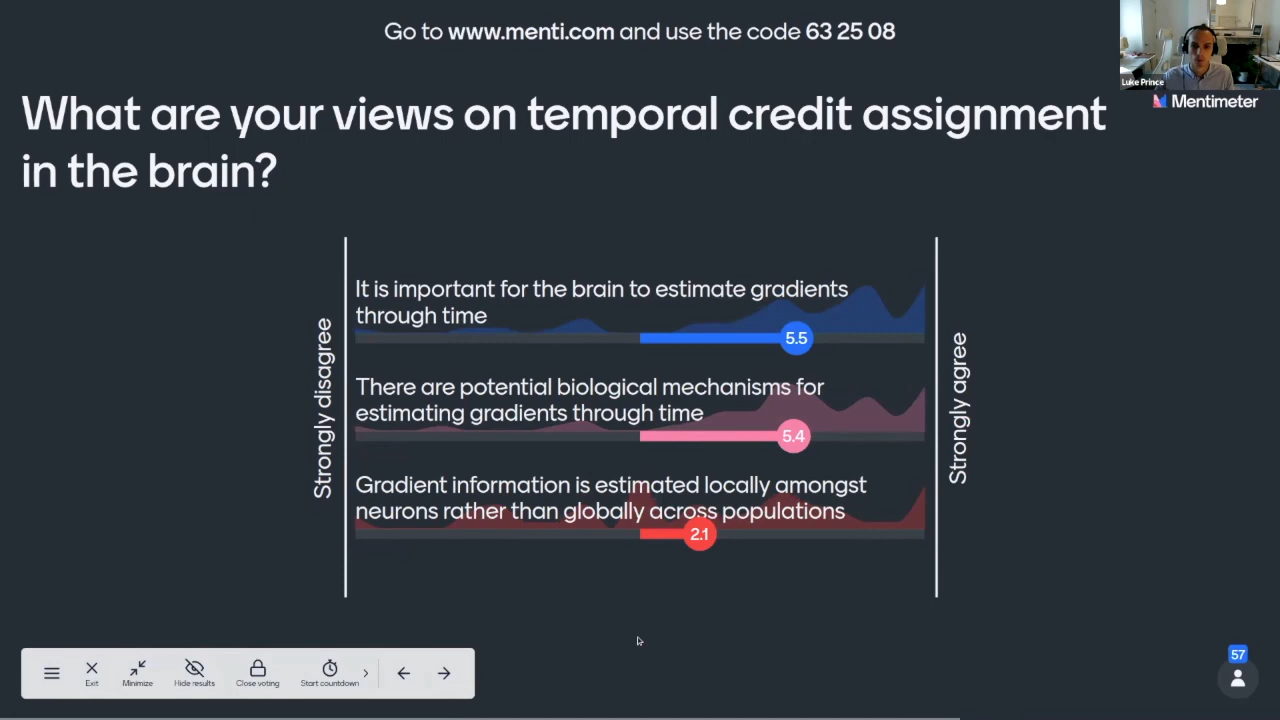 Go to www.menti.com and use the code 63 25 08
Luke Prince
Mentimeter
What are your views on temporal credit assignment
in the brain?
Strongly disagree
It is important for the brain to estimate gradients
through time
5.5
There are potential biological mechanisms for
estimating gradients through time
5.4
Gradient information is estimated locally amongst
neurons rather than globally across populations
2.1
Strongly agree
Exit
Minimize
Hide results
Close voting
Start countdown
57